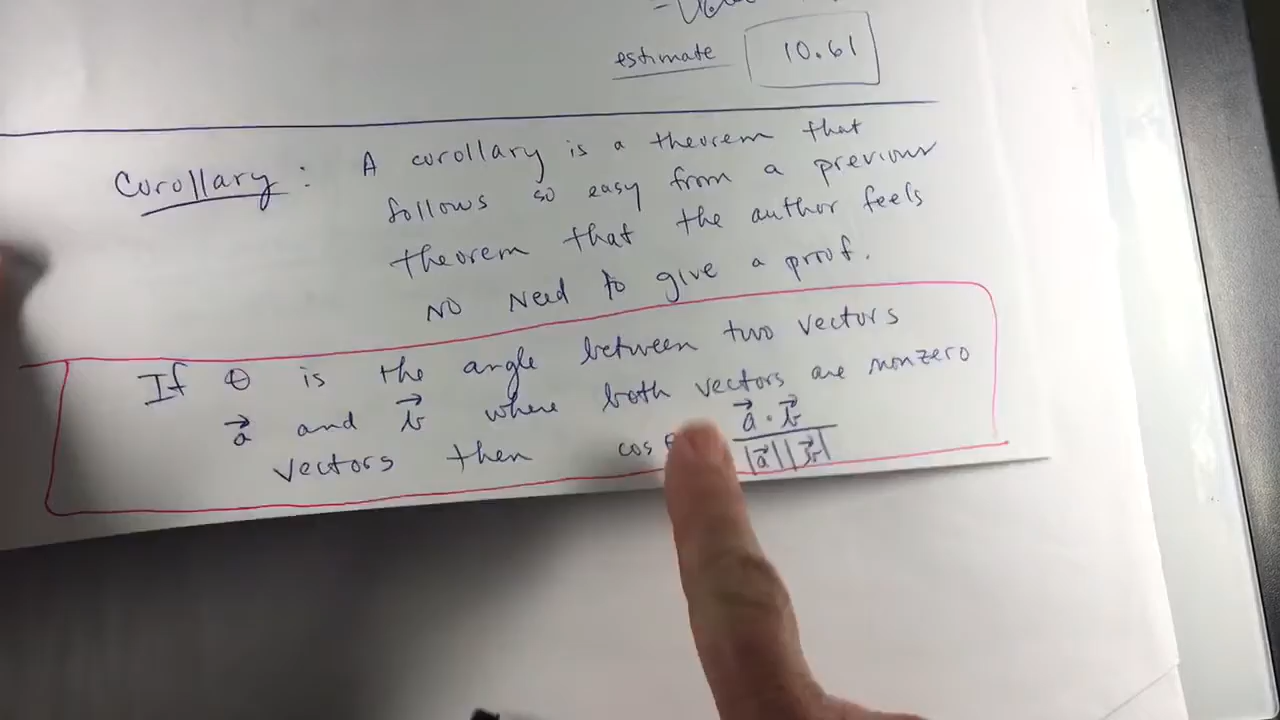 estimate 10.61
Corollary: A corollary is a theorem that
follows so easy from a previous
theorem that the author feels
no need to give a proof.
If θ is the angle between two vectors
a⃗ and b⃗ where both vectors are nonzero
vectors then cos a⃗ · b⃗ / |a⃗||b⃗|